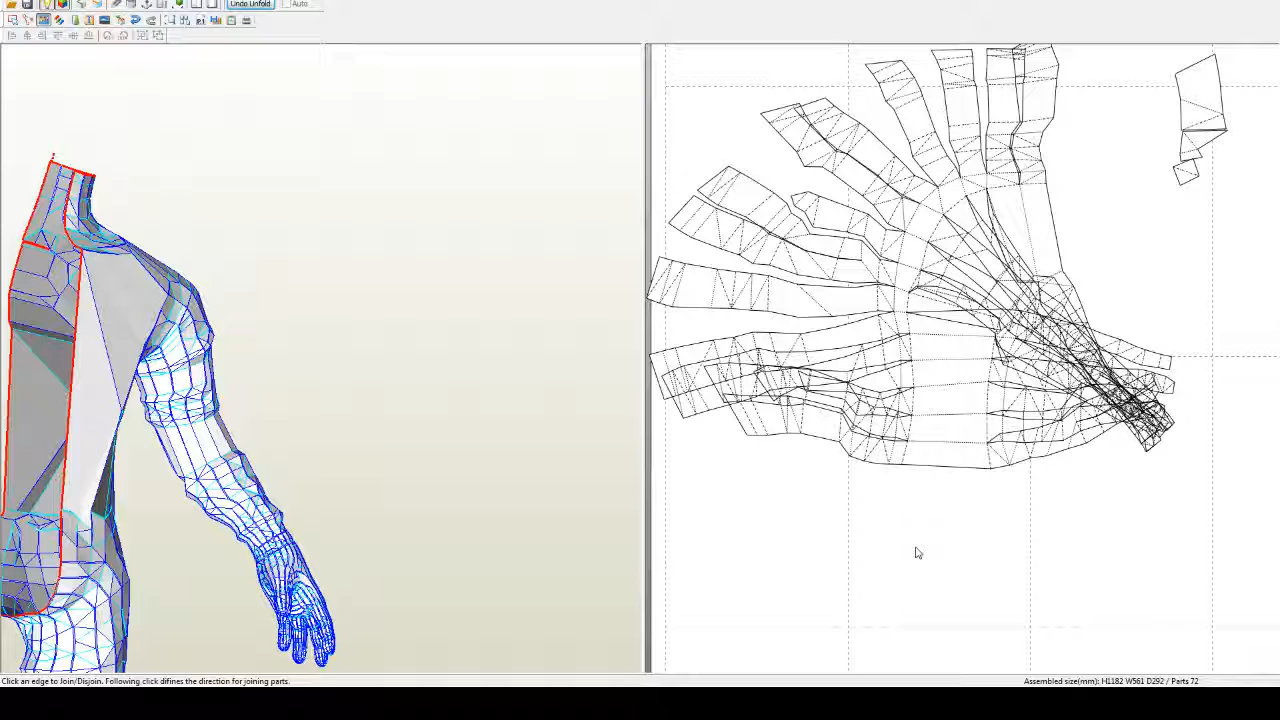 Undo Unfold
Auto
Click an edge to Join/Disjoin. Following click difines the direction for joining parts.
Assembled size(mm): H1182 W561 D292 / Parts 72